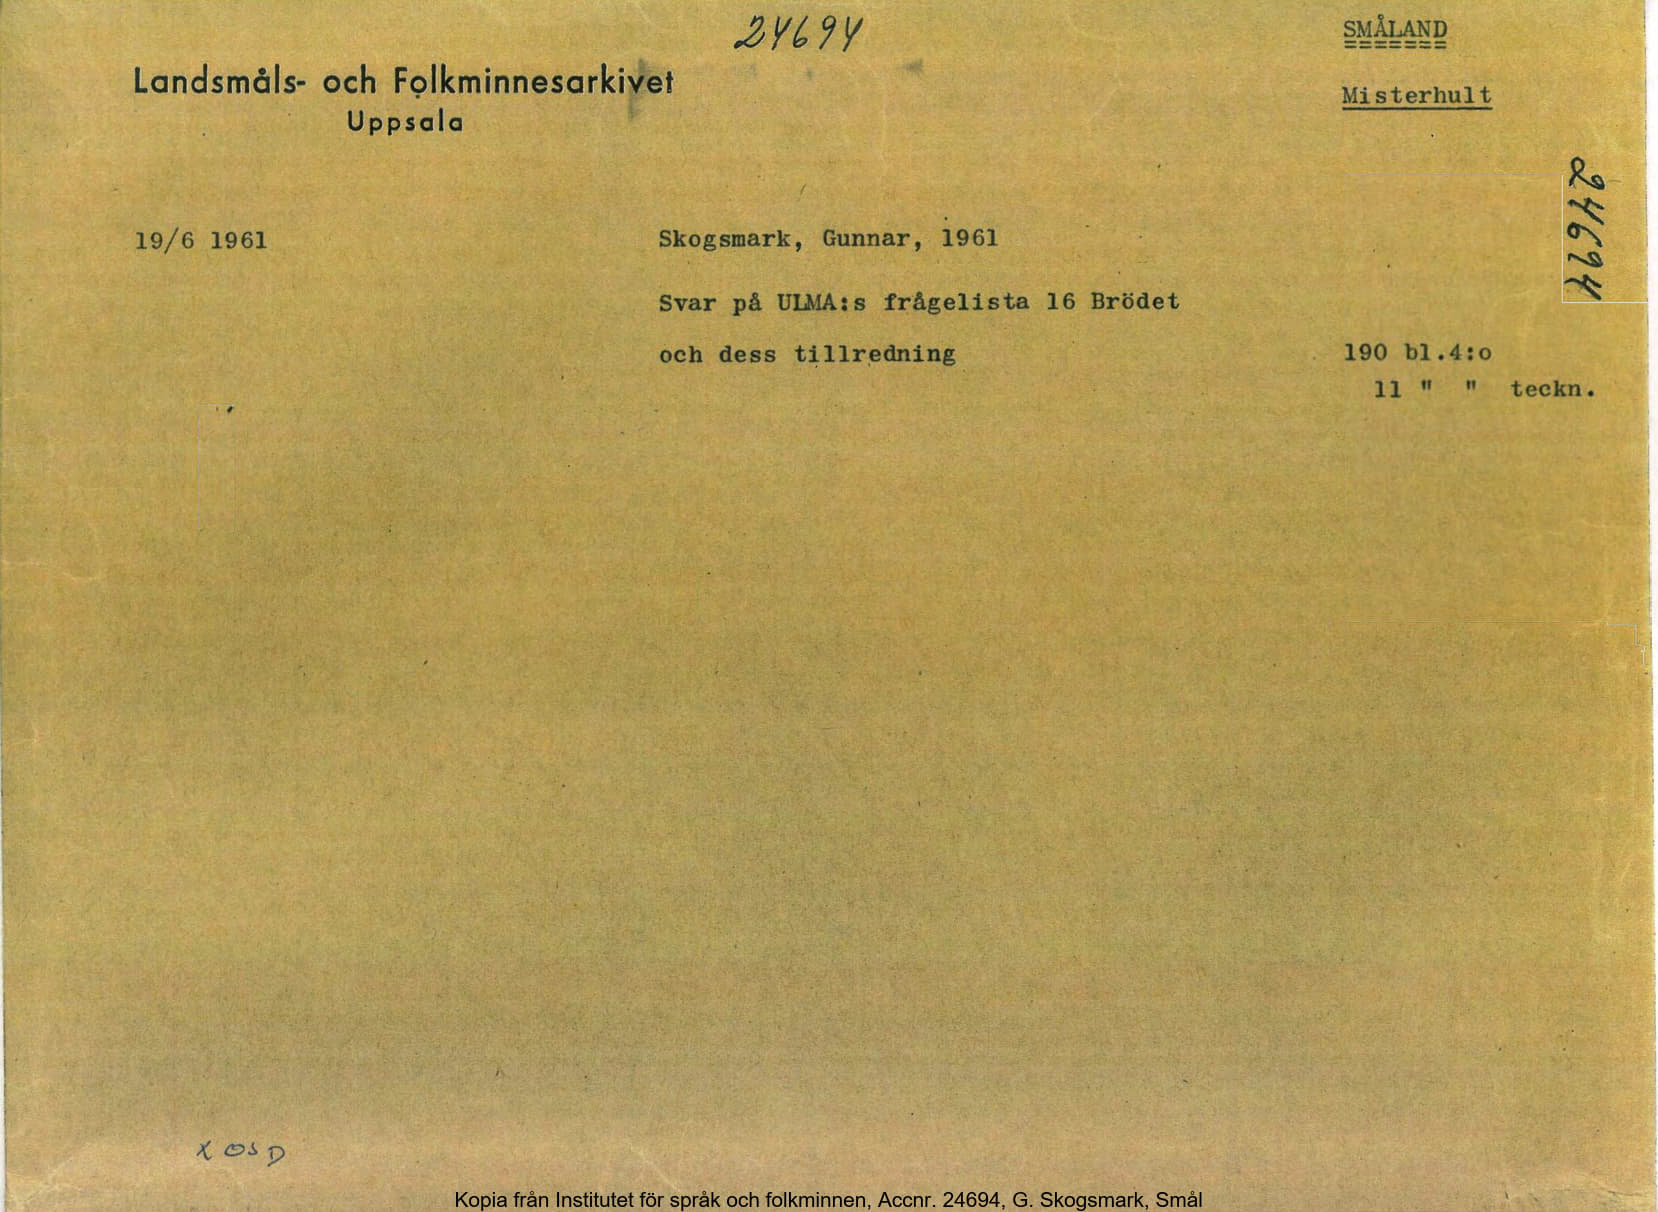 24694
SMÅLAND
Landsmåls- och Folkminnesarkivet
Uppsala
Misterhult
24694
19/6 1961
Skogsmark, Gunnar, 1961
Svar på ULMA:s frågelista 16 Brödet
och dess tillredning
190 bl.4:o
11 " " teckn.
Kopia från Institutet för språk och folkminnen, Accnr. 24694, G. Skogsmark, Smål